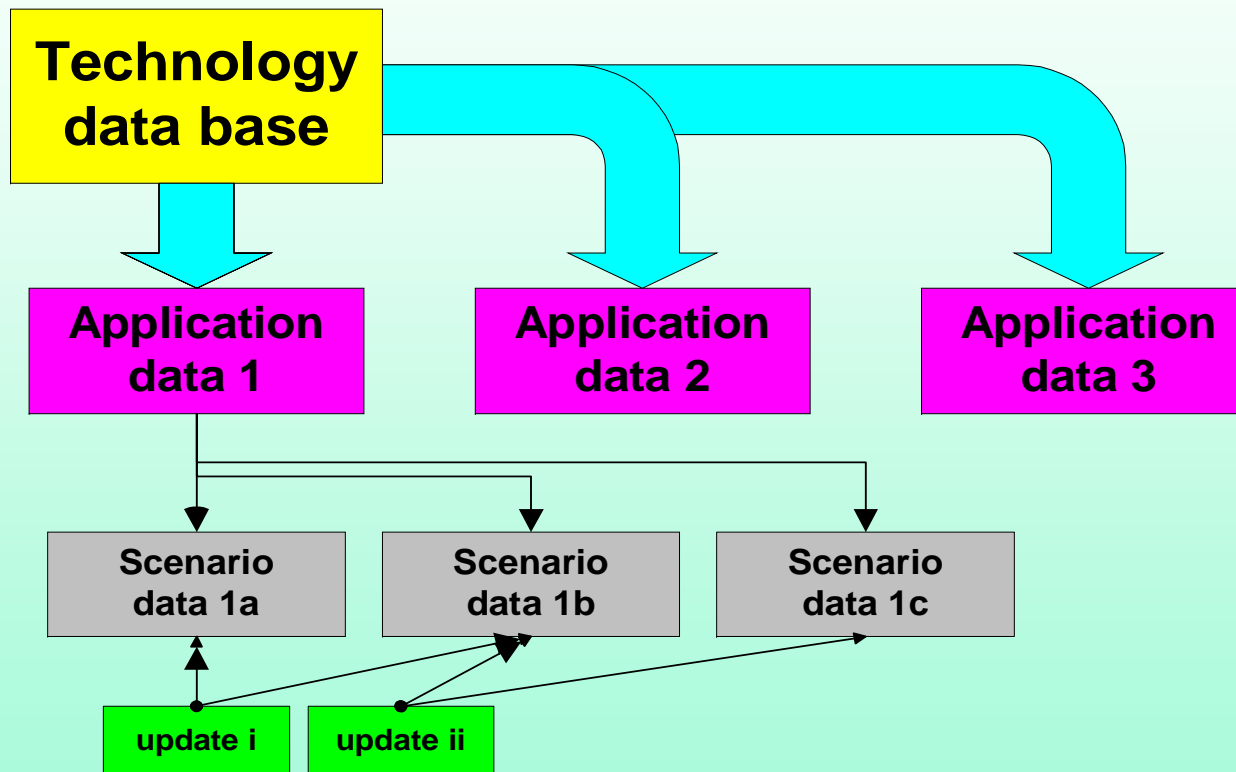 Technology
data base
Application
data 1
Application
data 2
Application
data 3
Scenario
data 1a
Scenario
data 1b
Scenario
data 1c
update i
update ii